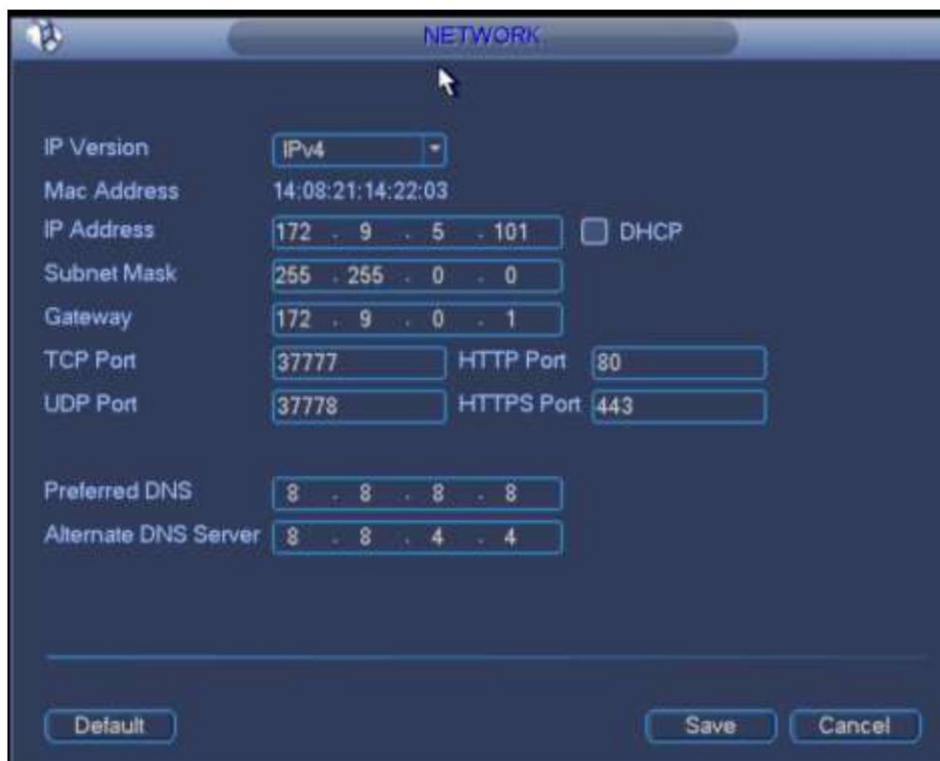 NETWORK
IP Version IPv4
Mac Address 14:08:21:14:22:03
IP Address 172 . 9 . 5 . 101 DHCP
Subnet Mask 255 . 255 . 0 . 0
Gateway 172 . 9 . 0 . 1
TCP Port 37777 HTTP Port 80
UDP Port 37778 HTTPS Port 443
Preferred DNS 8 . 8 . 8 . 8
Alternate DNS Server 8 . 8 . 4 . 4
Default Save Cancel